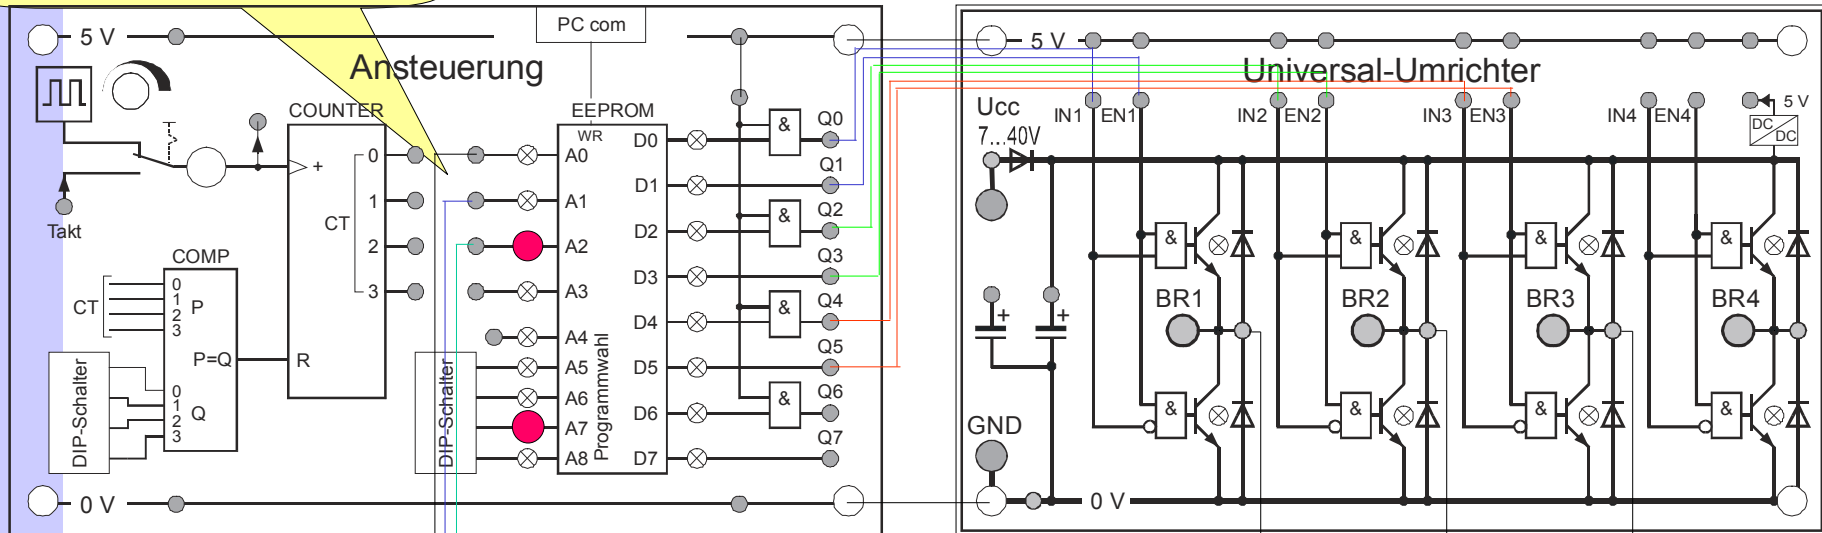 PC com
5 V
Ansteuerung
COUNTER
EEPROM
WR
+
0
1
2
3
CT
R
Takt
COMP
CT
0
1
2
3
P
P=Q
0
1
2
3
Q
DIP-Schalter
DIP-Schalter
A0
A1
A2
A3
A4
A5
A6
A7
A8
Programmwahl
D0
D1
D2
D3
D4
D5
D6
D7
&
&
&
&
Q0
Q1
Q2
Q3
Q4
Q5
Q6
Q7
0 V
5 V
Universal-Umrichter
Ucc
7...40V
IN1 EN1
IN2 EN2
IN3 EN3
IN4 EN4
5 V
DC
DC
&
&
&
&
BR1
BR2
BR3
BR4
+
+
&
&
&
&
GND
0 V